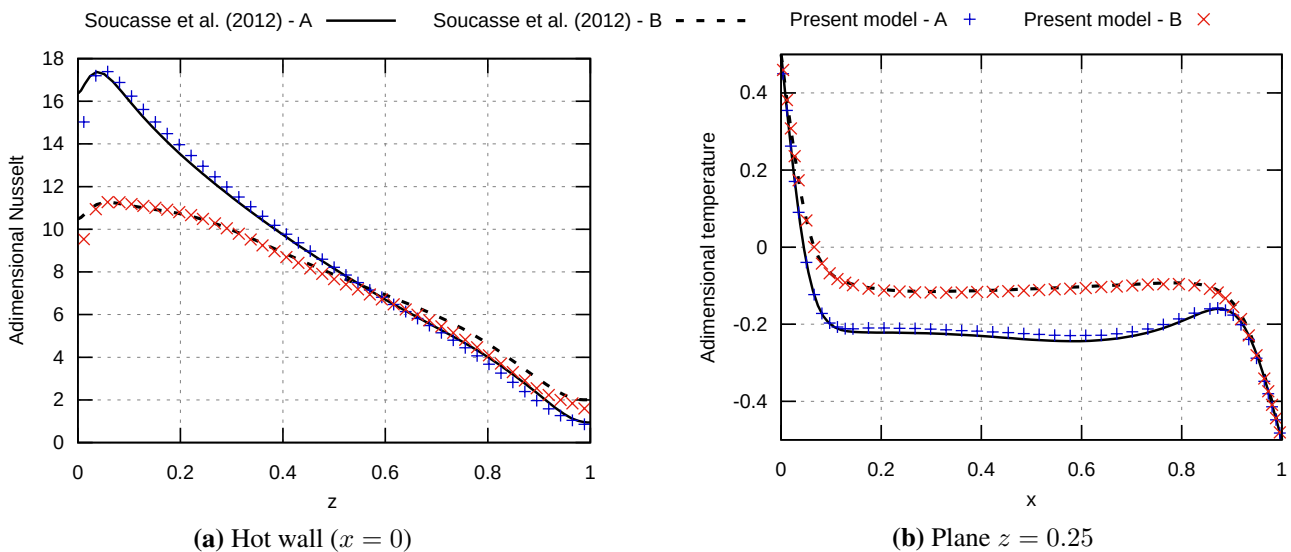 Soucasse et al. (2012) - A
Soucasse et al. (2012) - B
Present model - A
Present model - B
Adimensional Nusselt
18
16
14
12
10
8
6
4
2
0
0 0.2 0.4 0.6 0.8 1
z
(a) Hot wall (x = 0)
Adimensional temperature
0.4
0.2
0
-0.2
-0.4
0 0.2 0.4 0.6 0.8 1
x
(b) Plane z = 0.25